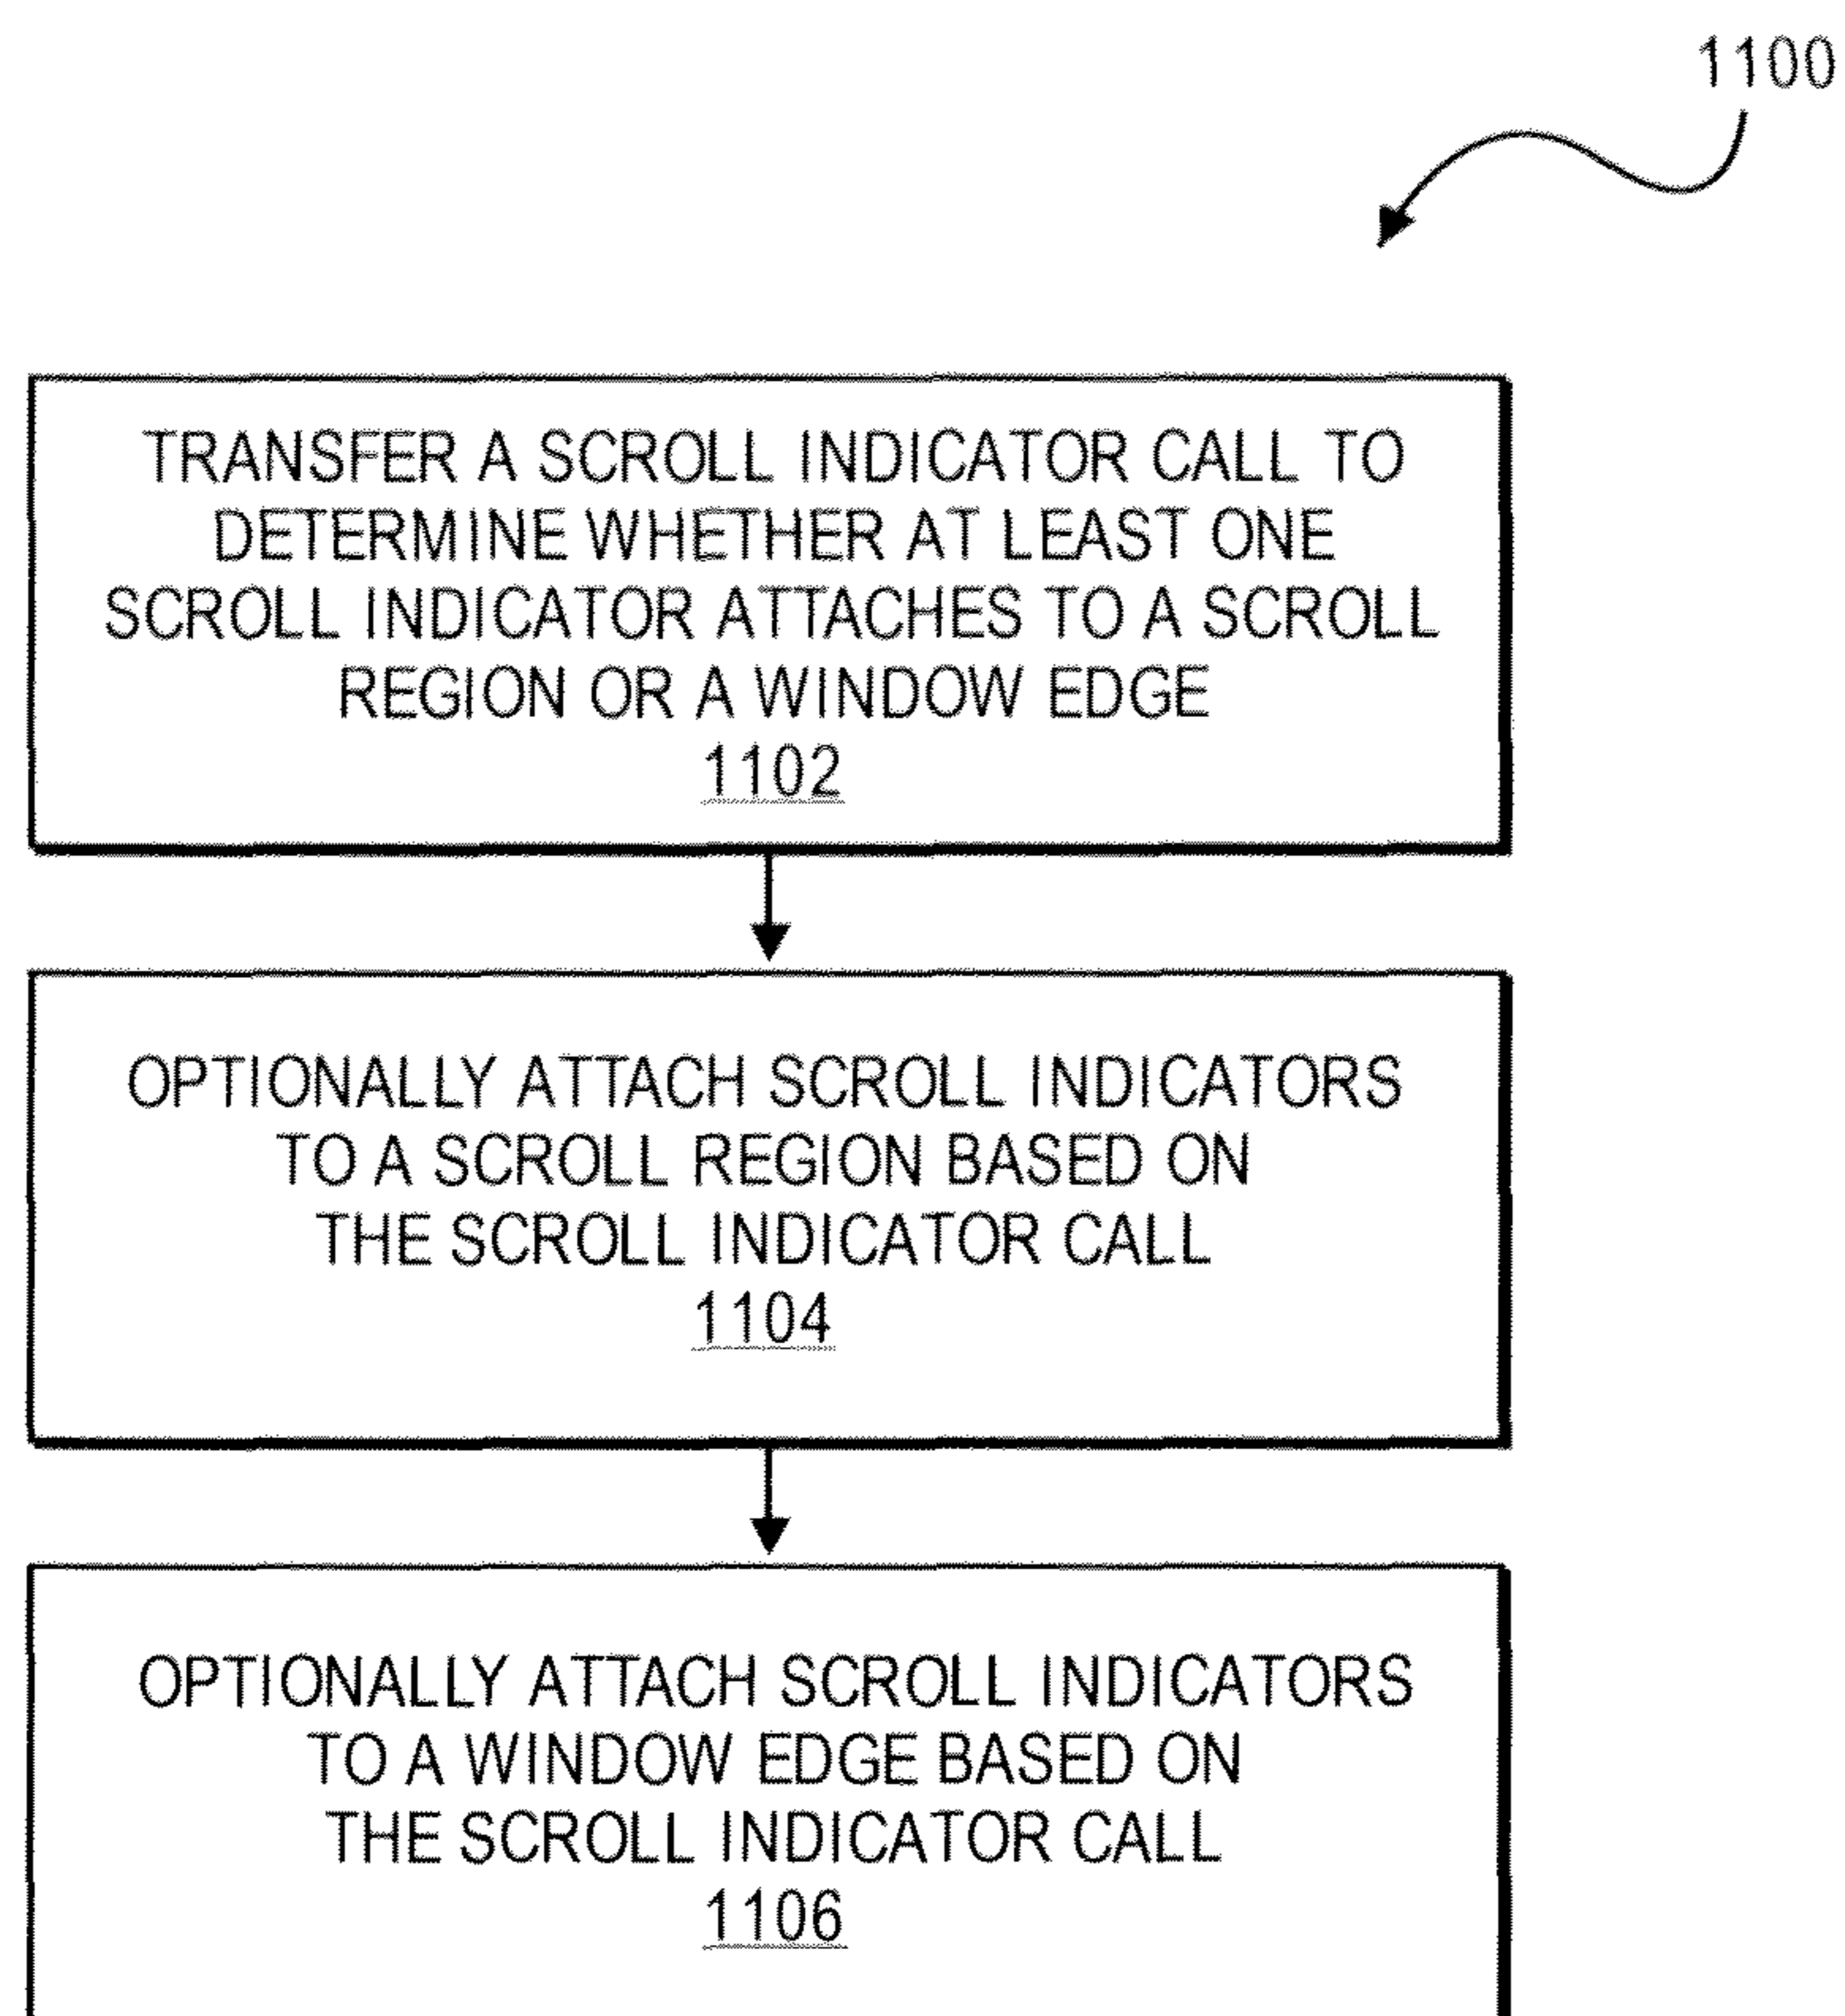 1100
TRANSFER A SCROLL INDICATOR CALL TO
DETERMINE WHETHER AT LEAST ONE
SCROLL INDICATOR ATTACHES TO A SCROLL
REGION OR A WINDOW EDGE
1102
OPTIONALLY ATTACH SCROLL INDICATORS
TO A SCROLL REGION BASED ON
THE SCROLL INDICATOR CALL
1104
OPTIONALLY ATTACH SCROLL INDICATORS
TO A WINDOW EDGE BASED ON
THE SCROLL INDICATOR CALL
1106